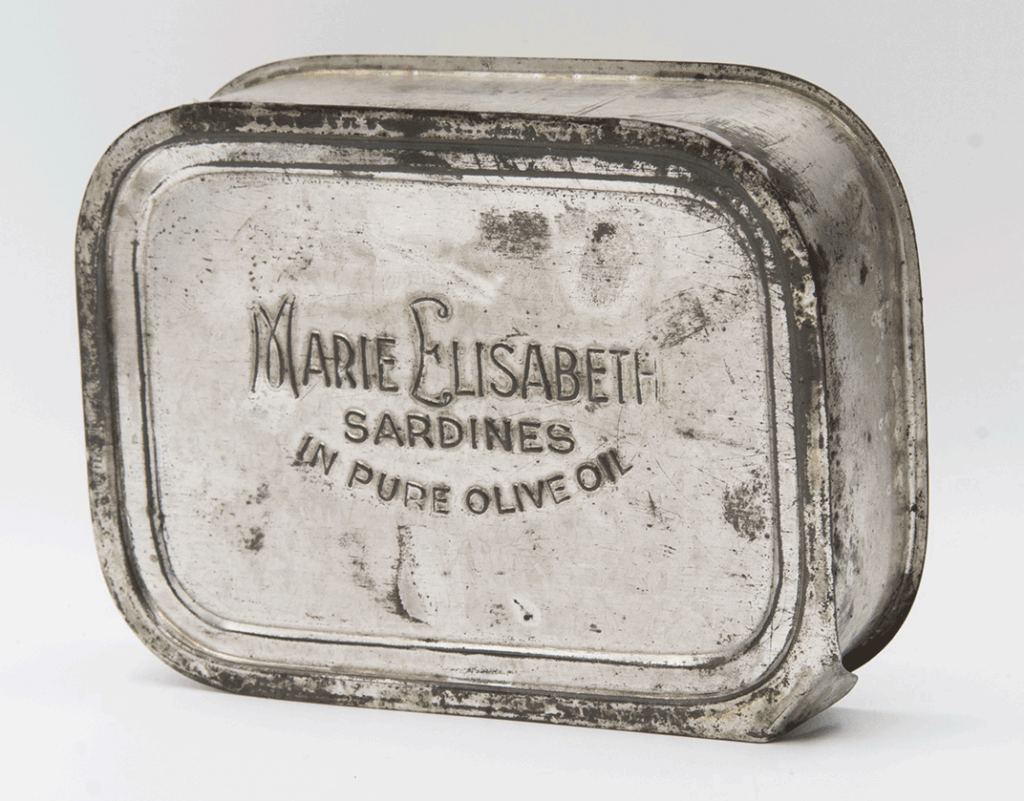 MARIE ELISABETH
SARDINES
IN PURE OLIVE OIL